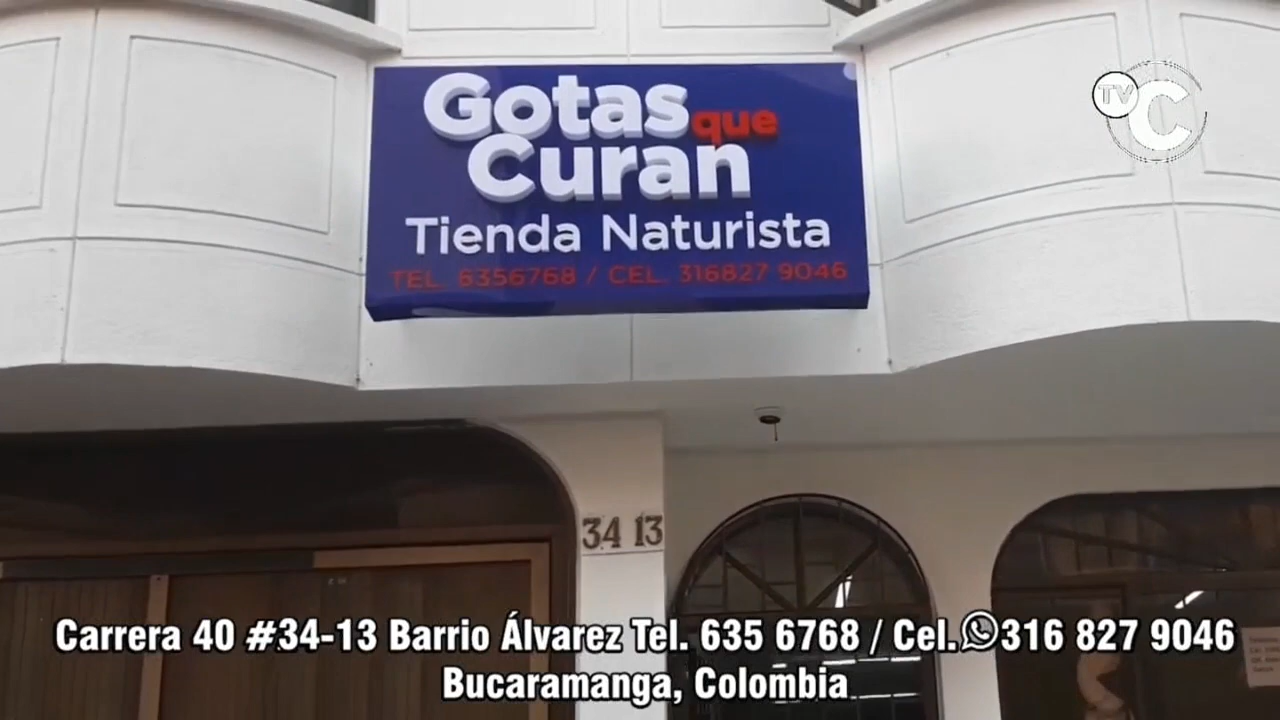 TV C
Gotas que
Curan
Tienda Naturista
TEL. 6356768 / CEL. 316827 9046
34 13
Carrera 40 #34-13 Barrio Álvarez Tel. 635 6768 / Cel. 316 827 9046
Bucaramanga, Colombia